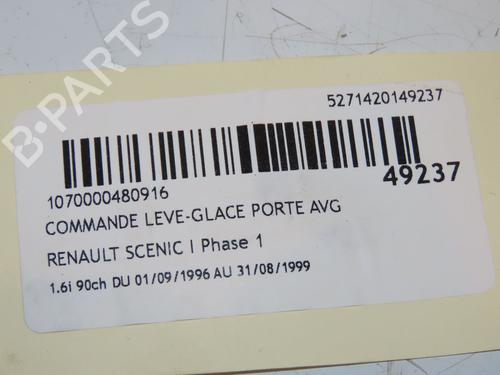 B-PARTS
5271420149237
1070000480916
49237
COMMANDE LEVE-GLACE PORTE AVG
RENAULT SCENIC I Phase 1
1.6i 90ch DU 01/09/1996 AU 31/08/1999